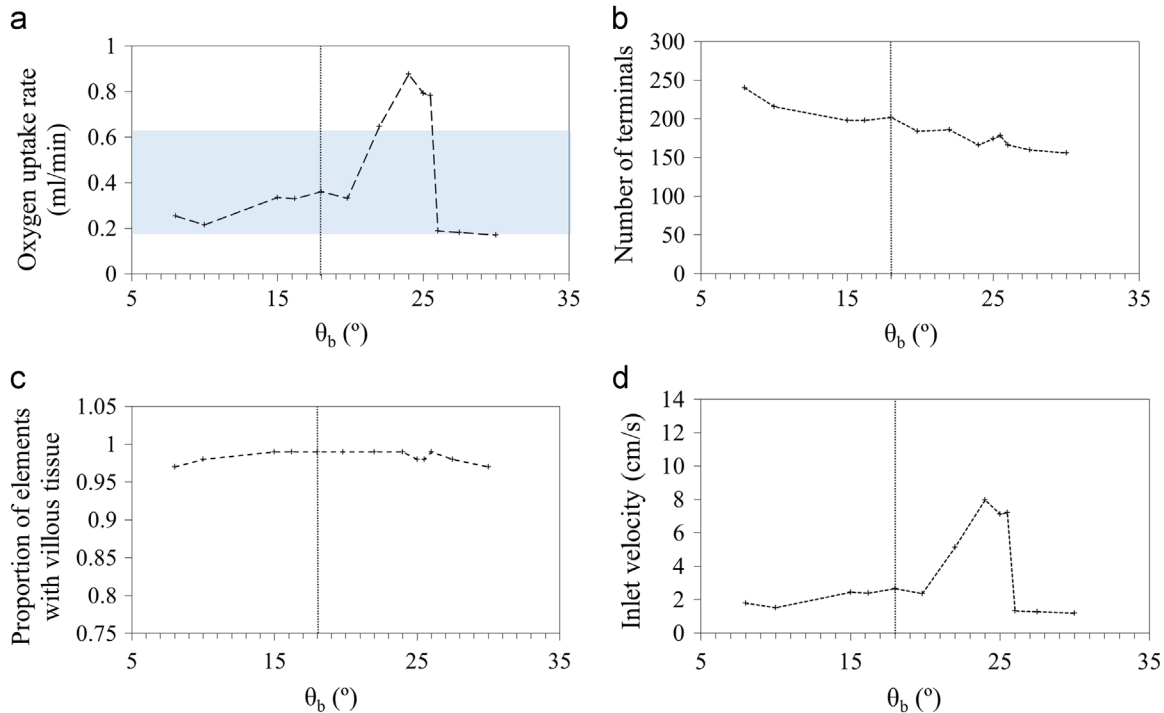 a
Oxygen uptake rate
(ml/min)
1
0.8
0.6
0.4
0.2
0
5 15 25 35
θb (º)
b
Number of terminals
300
250
200
150
100
50
0
5 15 25 35
θb (º)
c
Proportion of elements
with villous tissue
1.05
1
0.95
0.9
0.85
0.8
0.75
5 15 25 35
θb (º)
d
Inlet velocity (cm/s)
14
12
10
8
6
4
2
0
5 15 25 35
θb (º)